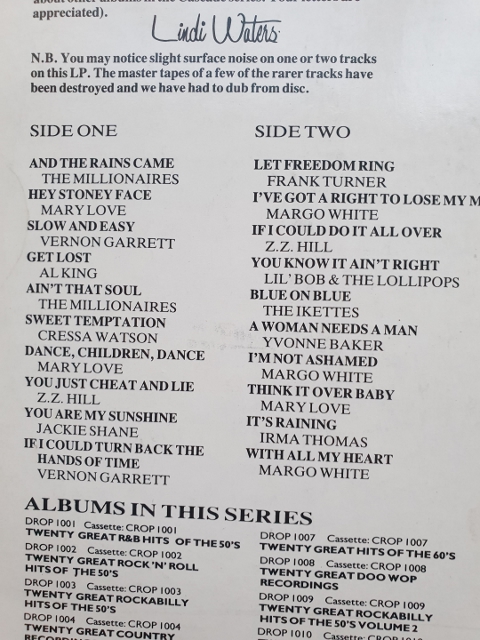 appreciated).
Lindi Waters
N.B. You may notice slight surface noise on one or two tracks
on this LP. The master tapes of a few of the rarer tracks have
been destroyed and we have had to dub from disc.
SIDE ONE
AND THE RAINS CAME
THE MILLIONAIRES
HEY STONEY FACE
MARY LOVE
SLOW AND EASY
VERNON GARRETT
GET LOST
AL KING
AIN'T THAT SOUL
THE MILLIONAIRES
SWEET TEMPTATION
CRESSA WATSON
DANCE, CHILDREN, DANCE
MARY LOVE
YOU JUST CHEAT AND LIE
Z.Z. HILL
YOU ARE MY SUNSHINE
JACKIE SHANE
IF I COULD TURN BACK THE
HANDS OF TIME
VERNON GARRETT
SIDE TWO
LET FREEDOM RING
FRANK TURNER
I'VE GOT A RIGHT TO LOSE MY M
MARGO WHITE
IF I COULD DO IT ALL OVER
Z.Z. HILL
YOU KNOW IT AIN'T RIGHT
LIL' BOB & THE LOLLIPOPS
BLUE ON BLUE
THE IKETTES
A WOMAN NEEDS A MAN
YVONNE BAKER
I'M NOT ASHAMED
MARGO WHITE
THINK IT OVER BABY
MARY LOVE
IT'S RAINING
IRMA THOMAS
WITH ALL MY HEART
MARGO WHITE
ALBUMS IN THIS SERIES
DROP 1001 Cassette: CROP 1001
TWENTY GREAT R&B HITS OF THE 50'S
DROP 1002 Cassette: CROP 1002
TWENTY GREAT ROCK 'N' ROLL
HITS OF THE 50'S
DROP 1003 Cassette: CROP 1003
TWENTY GREAT ROCKABILLY
HITS OF THE 50'S
DROP 1004 Cassette: CROP 1004
TWENTY GREAT COUNTRY
DROP 1007 Cassette: CROP 1007
TWENTY GREAT HITS OF THE 60'S
DROP 1008 Cassette: CROP 1008
TWENTY GREAT DOO WOP
RECORDINGS
DROP 1009 Cassette: CROP 1009
TWENTY GREAT ROCKABILLY
HITS OF THE 50'S VOLUME 2
DROP 1010 Cassette: CROP